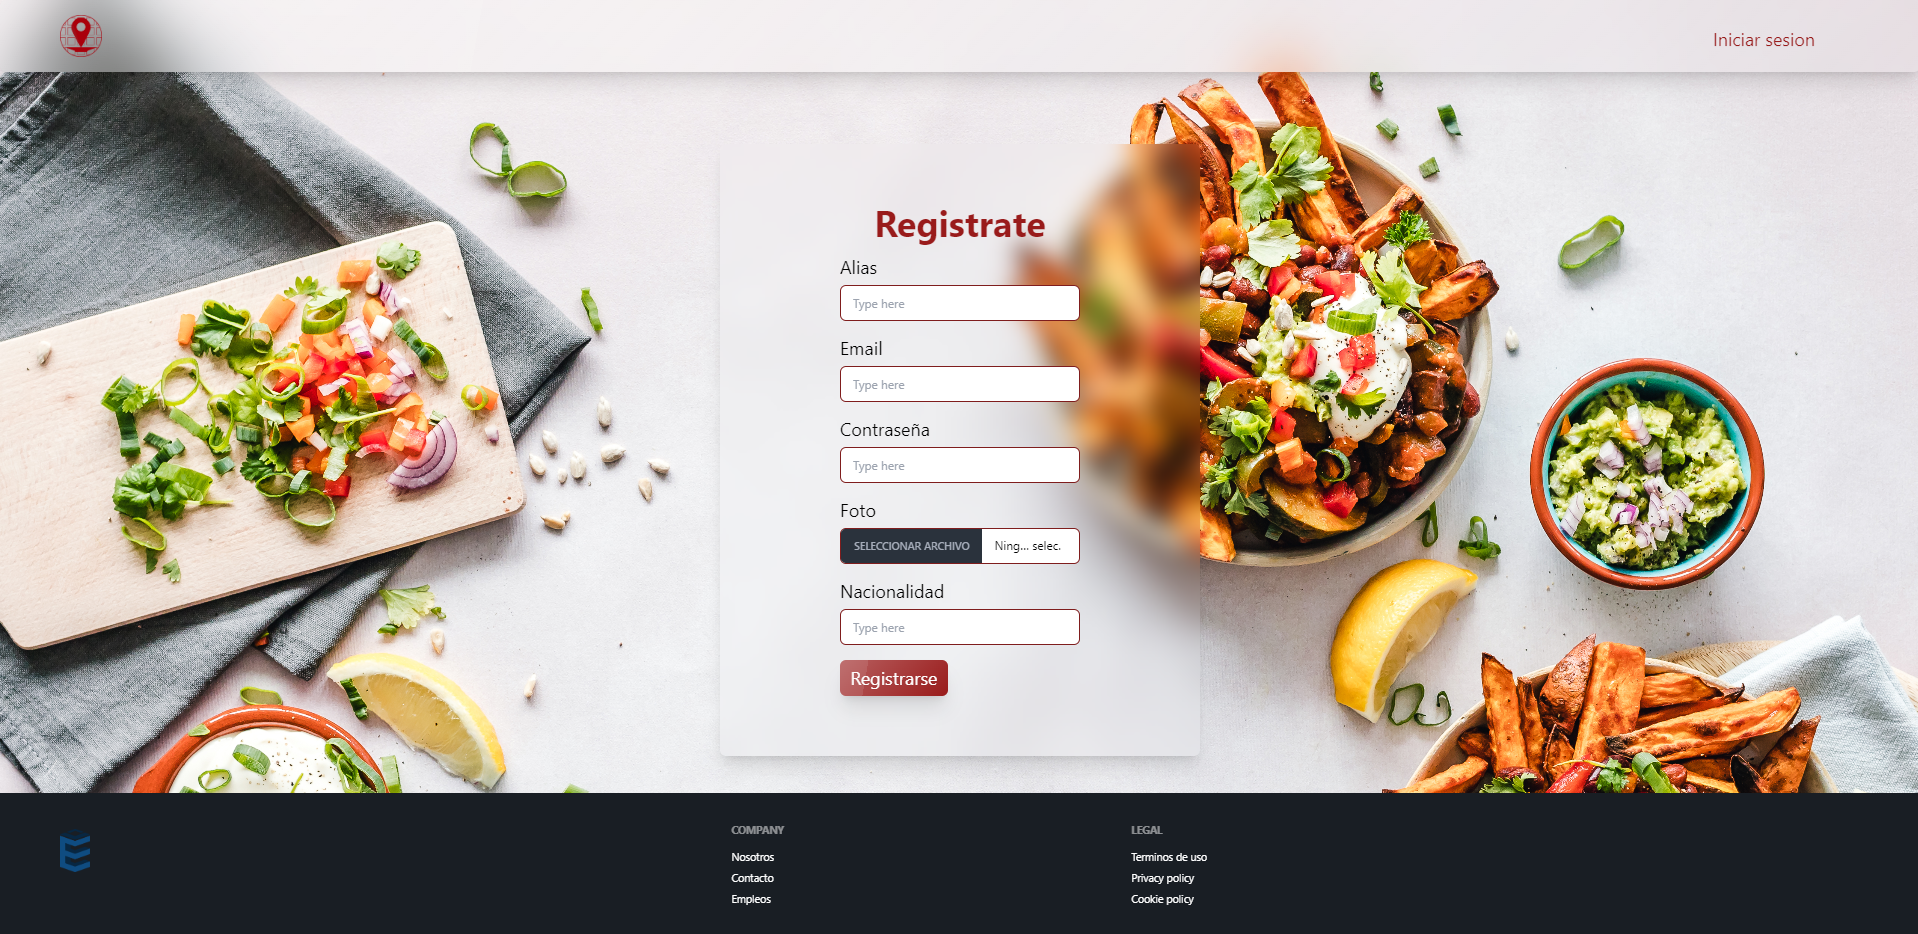 Iniciar sesion
Registrate
Alias
Type here
Email
Type here
Contraseña
Type here
Foto
SELECCIONAR ARCHIVO Ning... selec.
Nacionalidad
Type here
Registrarse
COMPANY
Nosotros
Contacto
Empleos
LEGAL
Terminos de uso
Privacy policy
Cookie policy